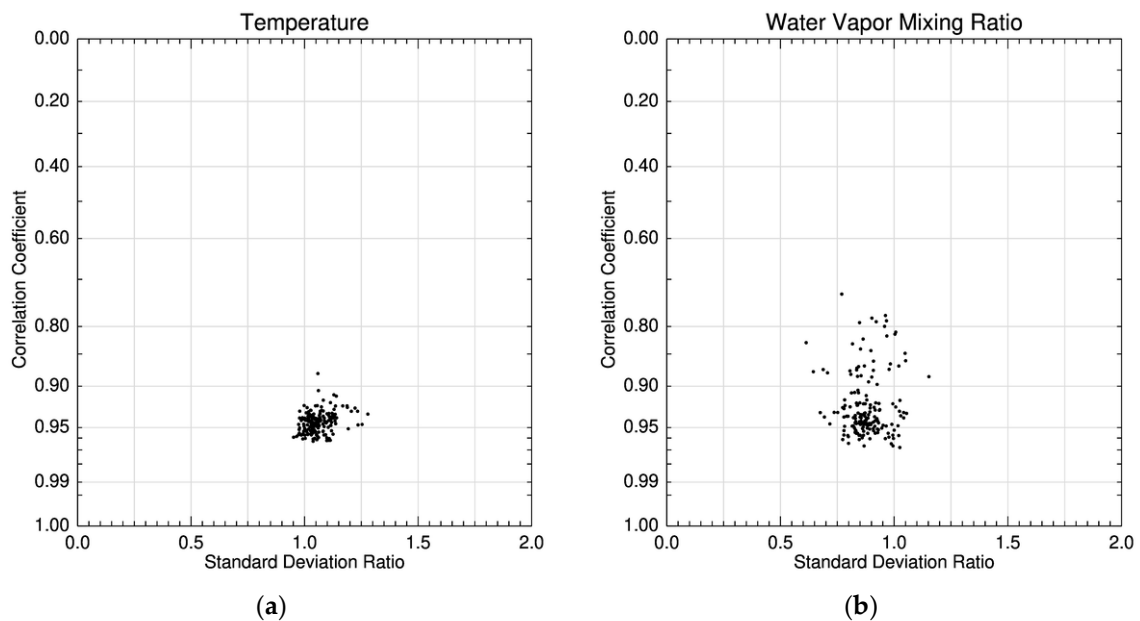 Temperature
0.00
0.20
0.40
0.60
0.80
0.90
0.95
0.99
1.00
Correlation Coefficient
0.0 0.5 1.0 1.5 2.0
Standard Deviation Ratio
(a)
Water Vapor Mixing Ratio
0.00
0.20
0.40
0.60
0.80
0.90
0.95
0.99
1.00
Correlation Coefficient
0.0 0.5 1.0 1.5 2.0
Standard Deviation Ratio
(b)